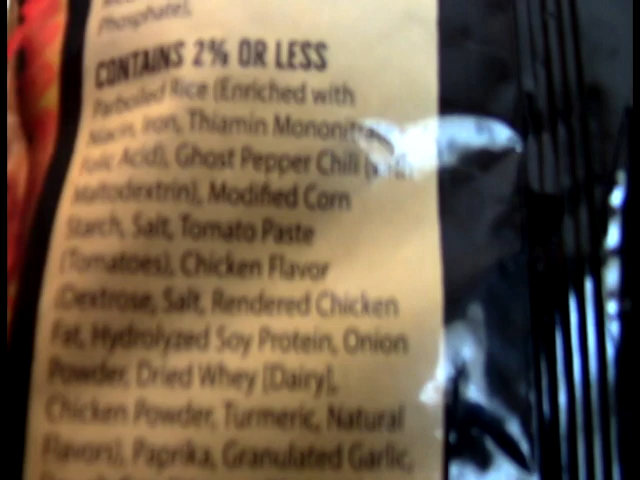 Phosphate).
CONTAINS 2% OR LESS
Parboiled Rice (Enriched with
Niacin, Iron, Thiamin Mononitrate,
Folic Acid), Ghost Pepper Chili (with
Maltodextrin), Modified Corn
Starch, Salt, Tomato Paste
(Tomatoes), Chicken Flavor
(Dextrose, Salt, Rendered Chicken
Fat, Hydrolyzed Soy Protein, Onion
Powder, Dried Whey [Dairy],
Chicken Powder, Turmeric, Natural
Flavors), Paprika, Granulated Garlic,